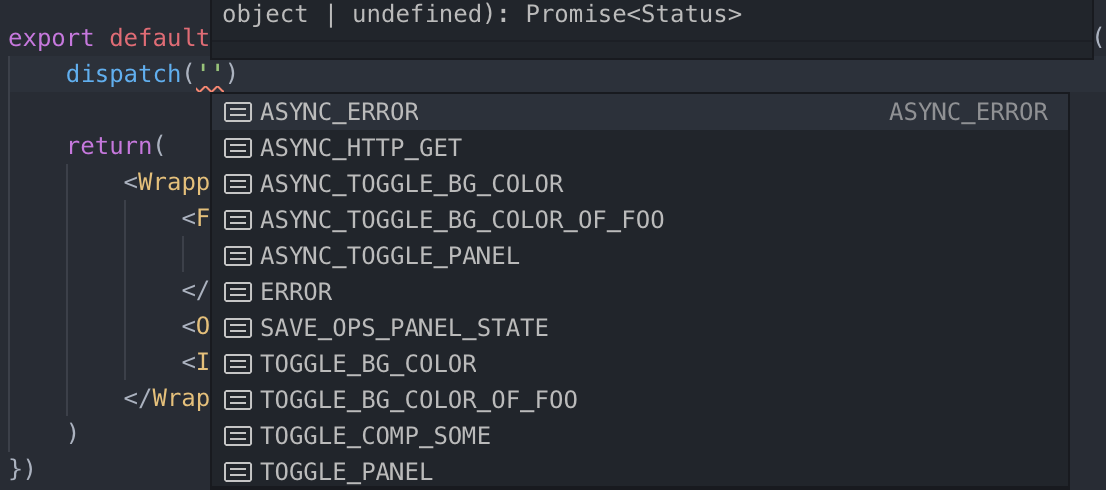 object | undefined): Promise<Status>
export default (
dispatch('')
ASYNC_ERROR ASYNC_ERROR
ASYNC_HTTP_GET
return(
ASYNC_TOGGLE_BG_COLOR
<Wrapp
ASYNC_TOGGLE_BG_COLOR_OF_FOO
<F
ASYNC_TOGGLE_PANEL
ERROR
</
SAVE_OPS_PANEL_STATE
<O
TOGGLE_BG_COLOR
<I
TOGGLE_BG_COLOR_OF_FOO
</Wrap
TOGGLE_COMP_SOME
)
TOGGLE_PANEL
})